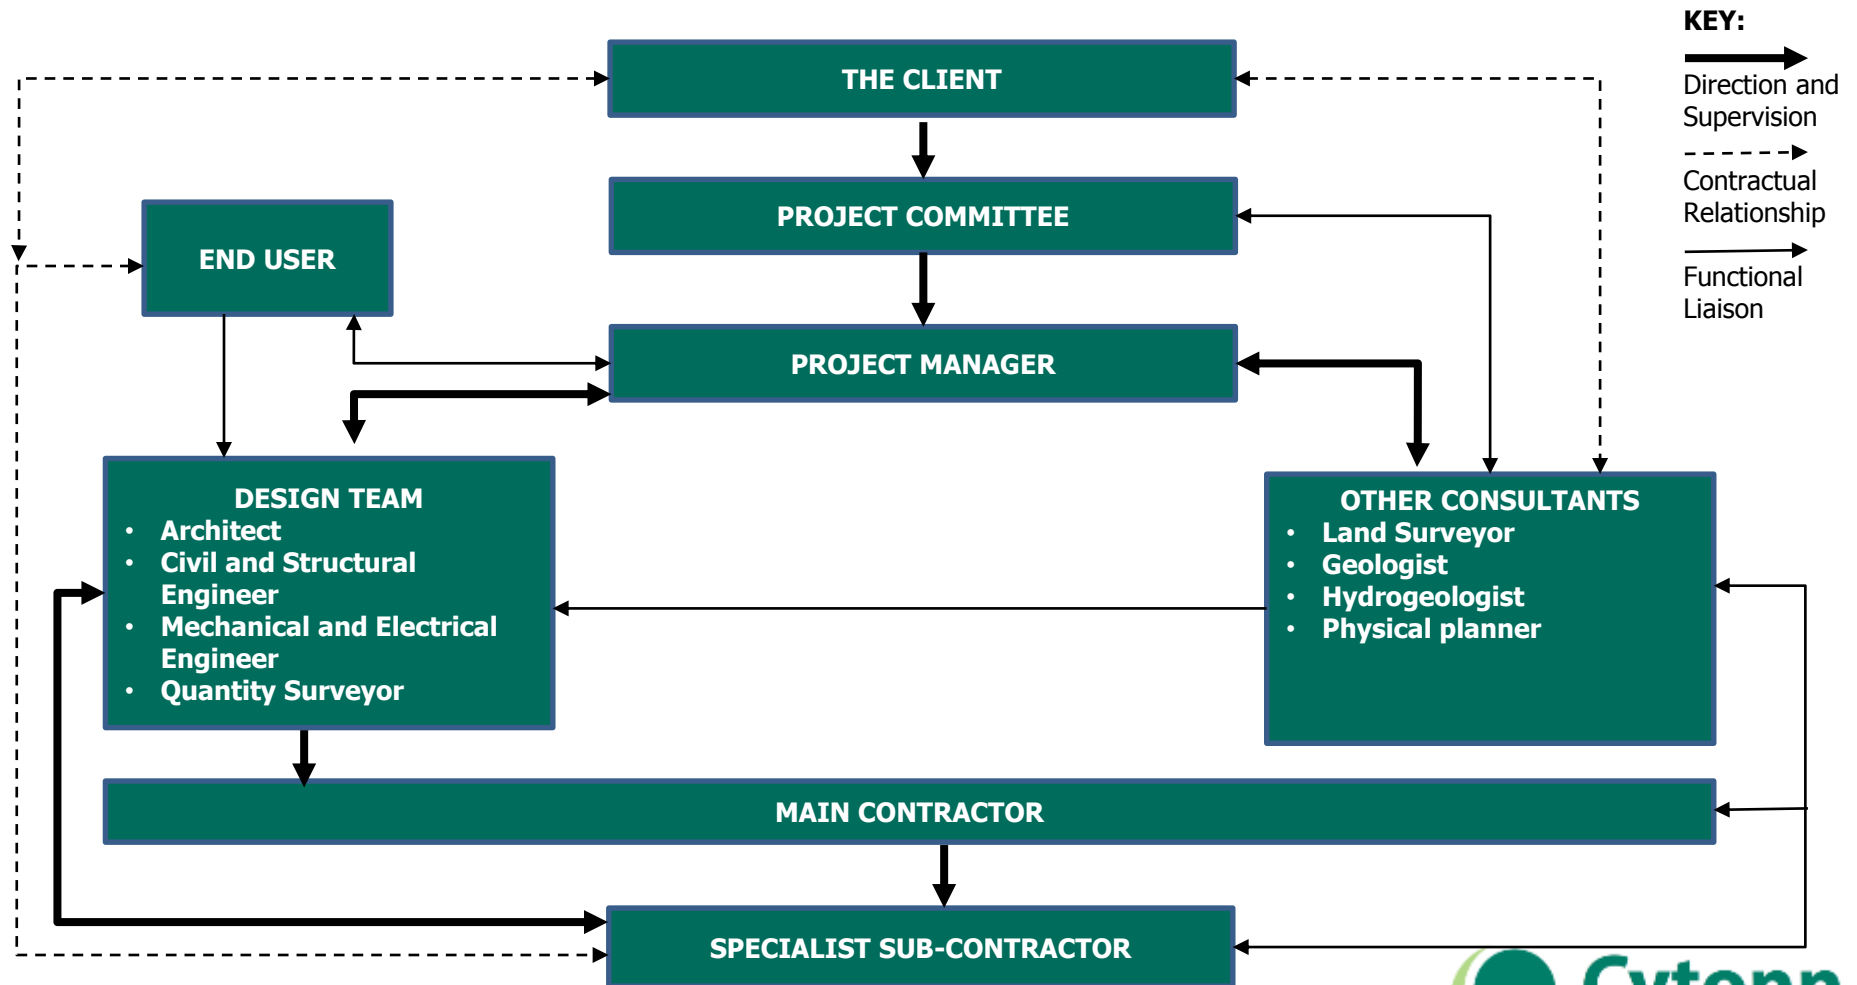 KEY:
Direction and
Supervision
Contractual
Relationship
Functional
Liaison
THE CLIENT
PROJECT COMMITTEE
END USER
PROJECT MANAGER
DESIGN TEAM
• Architect
• Civil and Structural
Engineer
• Mechanical and Electrical
Engineer
• Quantity Surveyor
OTHER CONSULTANTS
• Land Surveyor
• Geologist
• Hydrogeologist
• Physical planner
MAIN CONTRACTOR
SPECIALIST SUB-CONTRACTOR
Cytonn